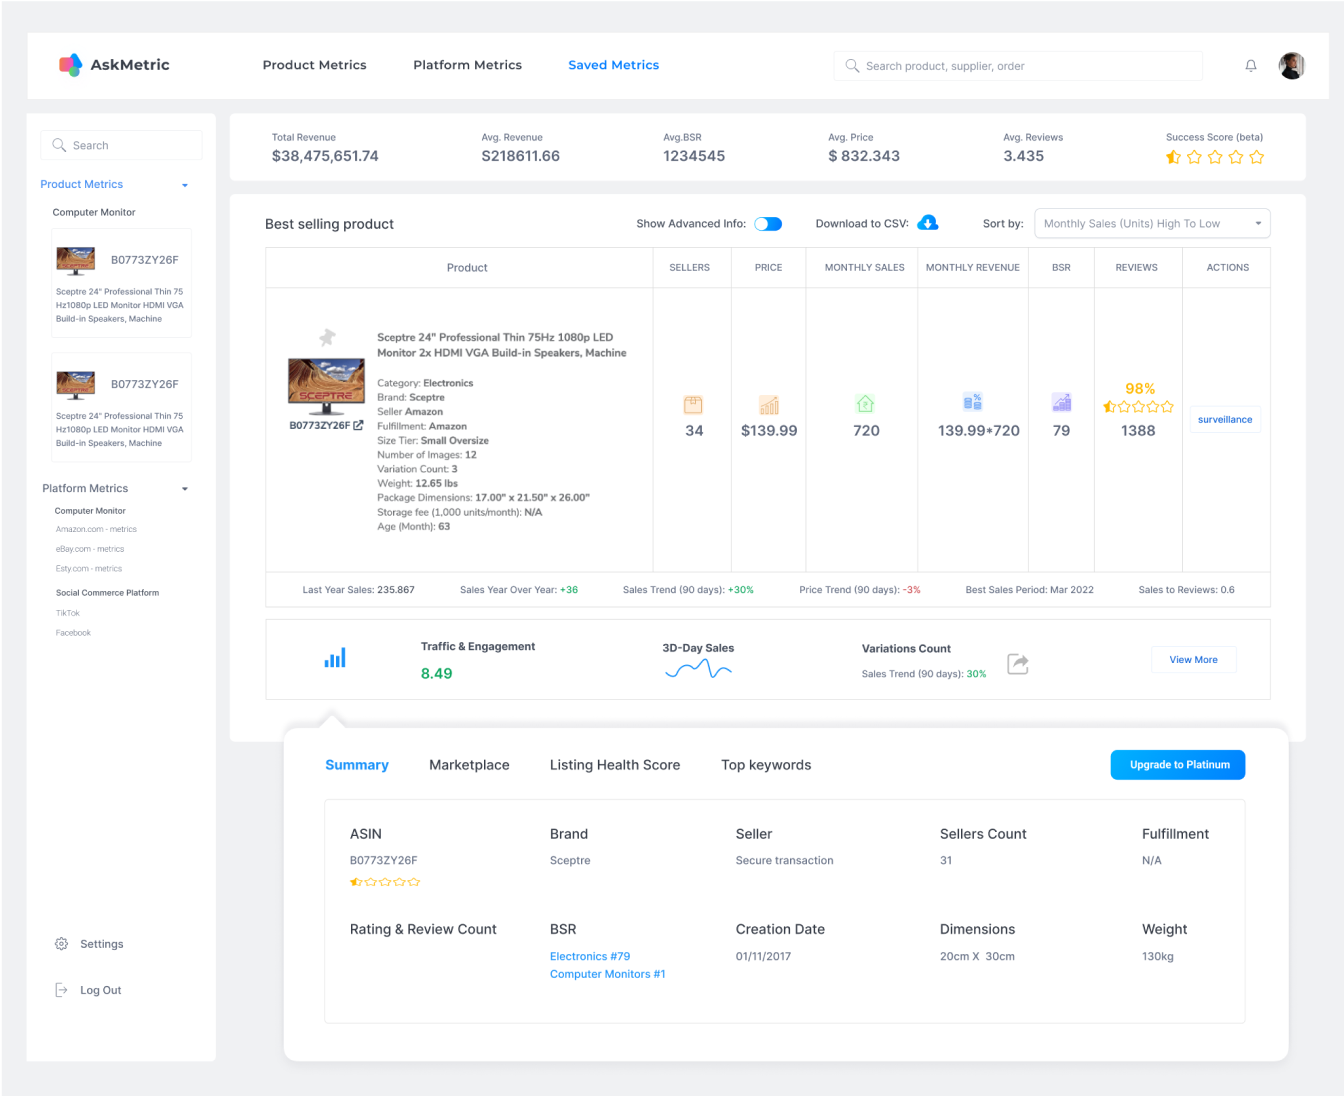 AskMetric
Product Metrics
Platform Metrics
Saved Metrics
Search product, supplier, order
Search
Product Metrics
Computer Monitor
B0773ZY26F
SCEPTRE
Sceptre 24" Professional Thin 75
Hz1080p LED Monitor HDMI VGA
Build-in Speakers, Machine
B0773ZY26F
SCEPTRE
Sceptre 24" Professional Thin 75
Hz1080p LED Monitor HDMI VGA
Build-in Speakers, Machine
Platform Metrics
Computer Monitor
Amazon.com - metrics
eBay.com - metrics
Esty.com - metrics
Social Commerce Platform
TikTok
Facebook
Settings
Log Out
Total Revenue
$38,475,651.74
Avg. Revenue
S218611.66
Avg.BSR
1234545
Avg. Price
$ 832.343
Avg. Reviews
3.435
Success Score (beta)
Best selling product
Show Advanced Info:
Download to CSV:
Sort by:
Monthly Sales (Units) High To Low
Product
SELLERS
PRICE
MONTHLY SALES
MONTHLY REVENUE
BSR
REVIEWS
ACTIONS
SCEPTRE
B0773ZY26F
Sceptre 24" Professional Thin 75Hz 1080p LED
Monitor 2x HDMI VGA Build-in Speakers, Machine
Category: Electronics
Brand: Sceptre
Seller Amazon
Fulfillment: Amazon
Size Tier: Small Oversize
Number of Images: 12
Variation Count: 3
Weight: 12.65 lbs
Package Dimensions: 17.00" x 21.50" x 26.00"
Storage fee (1,000 units/month): N/A
Age (Month): 63
34
$139.99
720
139.99*720
79
98%
1388
surveillance
Last Year Sales: 235.867
Sales Year Over Year: +36
Sales Trend (90 days): +30%
Price Trend (90 days): -3%
Best Sales Period: Mar 2022
Sales to Reviews: 0.6
Traffic & Engagement
8.49
3D-Day Sales
Variations Count
Sales Trend (90 days): 30%
View More
Summary
Marketplace
Listing Health Score
Top keywords
Upgrade to Platinum
ASIN
B0773ZY26F
Brand
Sceptre
Seller
Secure transaction
Sellers Count
31
Fulfillment
N/A
Rating & Review Count
BSR
Electronics #79
Computer Monitors #1
Creation Date
01/11/2017
Dimensions
20cm X 30cm
Weight
130kg